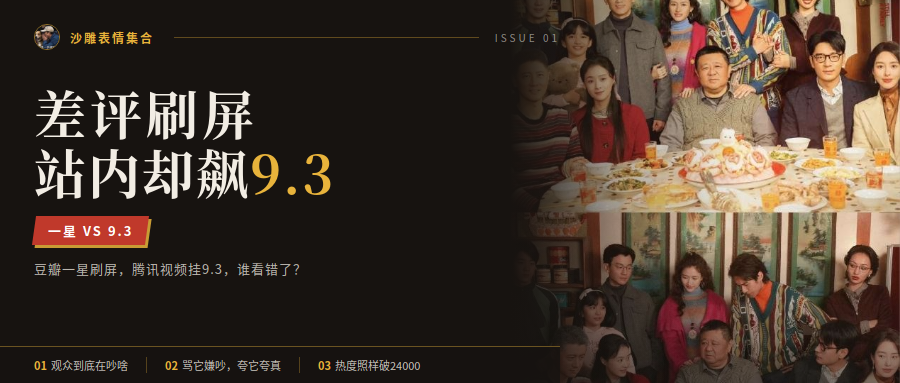 沙雕表情集合
ISSUE 01
差评刷屏
站内却飙9.3
一星 VS 9.3
豆瓣一星刷屏，腾讯视频挂9.3，谁看错了？
01 观众到底在吵啥
02 骂它嫌吵，夸它夸真
03 热度照样破24000